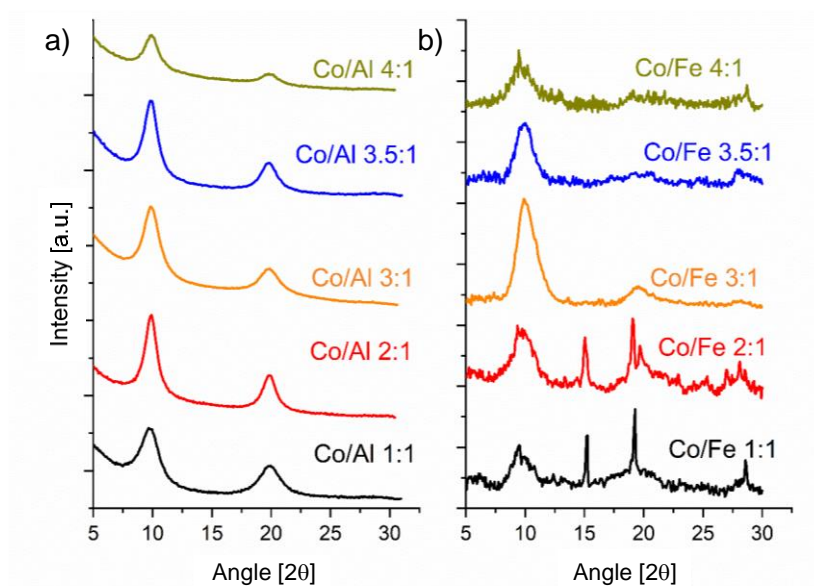 a)
Co/Al 4:1
Co/Al 3.5:1
Co/Al 3:1
Co/Al 2:1
Co/Al 1:1
Intensity [a.u.]
5 10 15 20 25 30
Angle [2θ]
b)
Co/Fe 4:1
Co/Fe 3.5:1
Co/Fe 3:1
Co/Fe 2:1
Co/Fe 1:1
5 10 15 20 25 30
Angle [2θ]